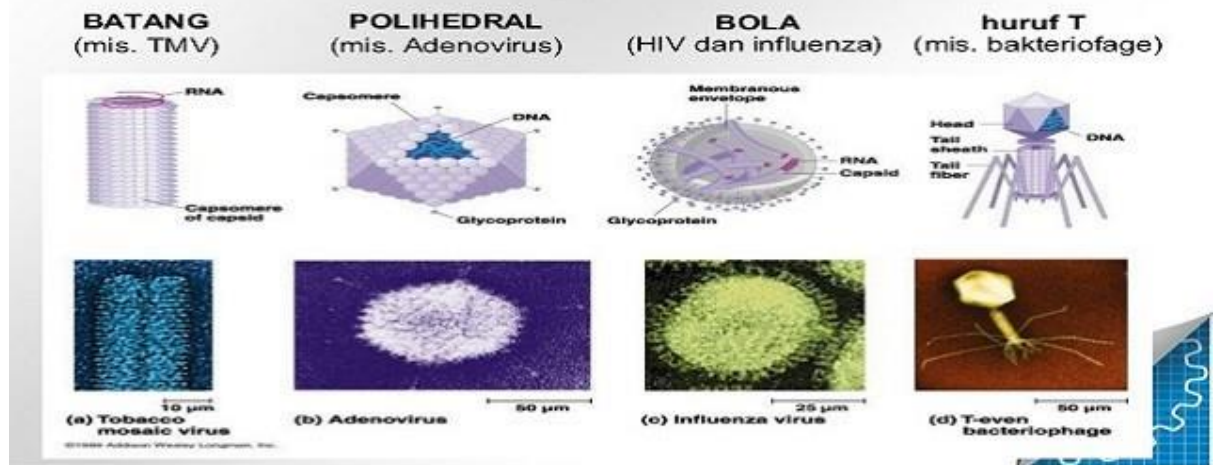 BATANG
(mis. TMV)
POLIHEDRAL
(mis. Adenovirus)
BOLA
(HIV dan influenza)
huruf T
(mis. bakteriofage)
RNA
Capsomere
of capsid
Capsomere
DNA
Glycoprotein
Membranous
envelope
RNA
Capsid
Glycoprotein
Head
Tail
sheath
Tail
fiber
DNA
10 µm
(a) Tobacco
mosaic virus
50 µm
(b) Adenovirus
25 µm
(c) Influenza virus
50 µm
(d) T-even
bacteriophage
©1999 Addison Wesley Longman, Inc.